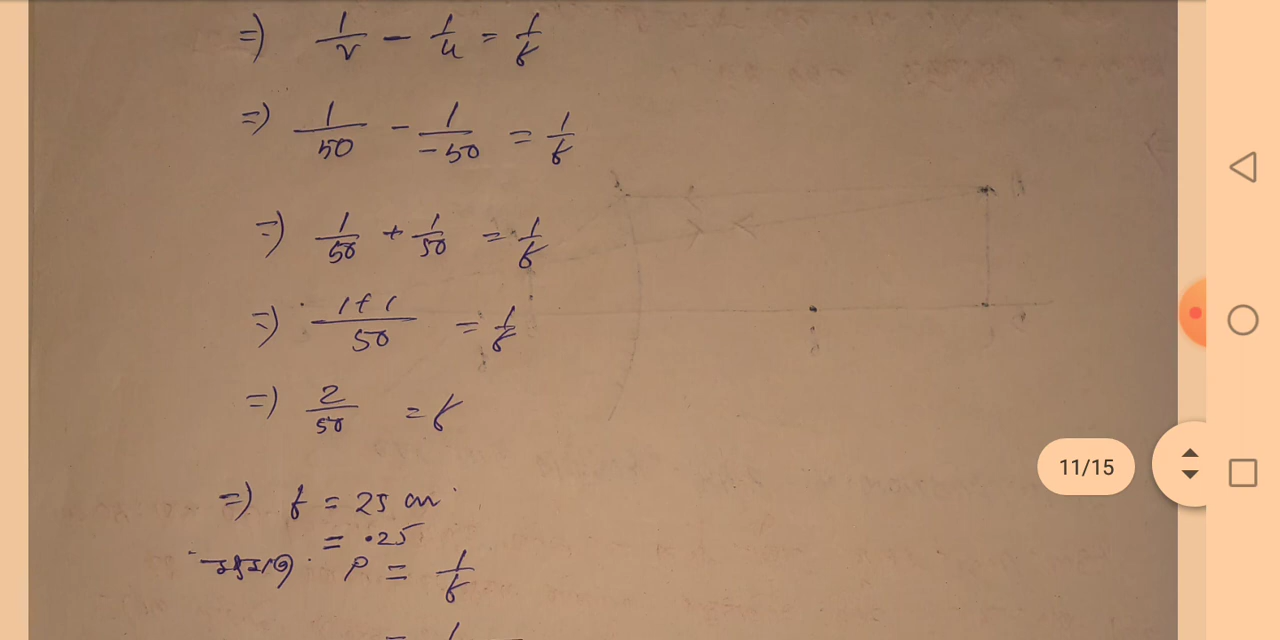 =) 1/v - 1/u = 1/f
=) 1/50 - 1/-50 = 1/f
=) 1/50 + 1/50 = 1/f
=) 1+1/50 = 1/f
=) 2/50 = f
=) f = 25 cm
= .25
P = 1/f
= 1
11/15